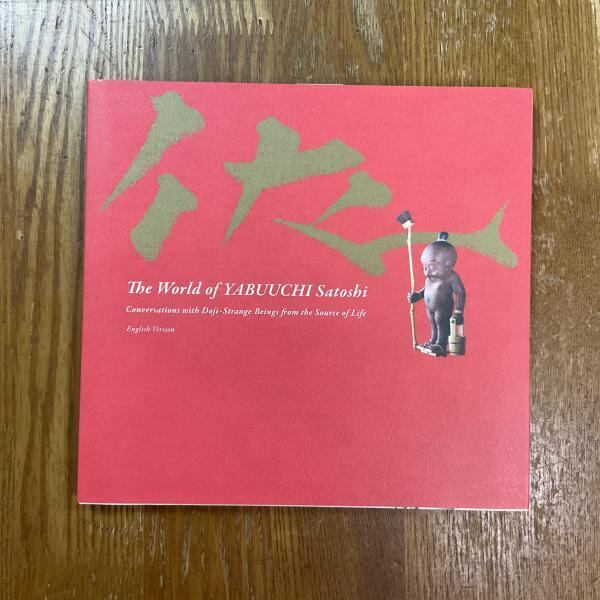 The World of YABUUCHI Satoshi
Conversations with Doji-Strange Beings from the Source of Life
English Version